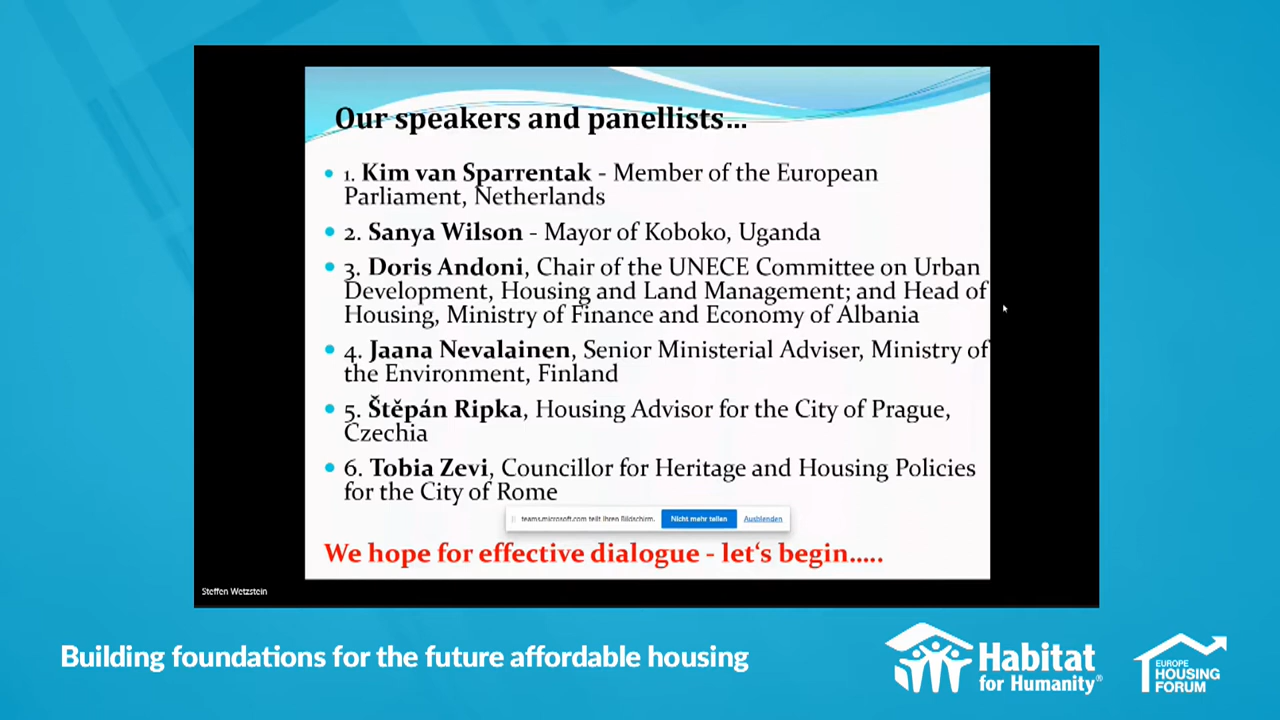 Our speakers and panellists...
1. Kim van Sparrentak - Member of the European
Parliament, Netherlands
2. Sanya Wilson - Mayor of Koboko, Uganda
3. Doris Andoni, Chair of the UNECE Committee on Urban
Development, Housing and Land Management; and Head of
Housing, Ministry of Finance and Economy of Albania
4. Jaana Nevalainen, Senior Ministerial Adviser, Ministry of
the Environment, Finland
5. Štěpán Ripka, Housing Advisor for the City of Prague,
Czechia
6. Tobia Zevi, Councillor for Heritage and Housing Policies
for the City of Rome
teams.microsoft.com teilt Ihren Bildschirm. Nicht mehr teilen Ausblenden
We hope for effective dialogue - let‘s begin.....
Steffen Wetzstein
Building foundations for the future affordable housing
Habitat
for Humanity®
EUROPE
HOUSING
FORUM